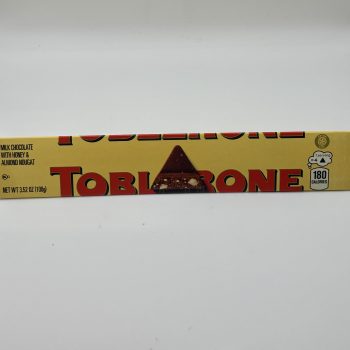 TOBLERONE
MILK CHOCOLATE
WITH HONEY &
ALMOND NOUGAT
TOBLERONE
180
CALORIES
NET WT 3.52 OZ (100g)